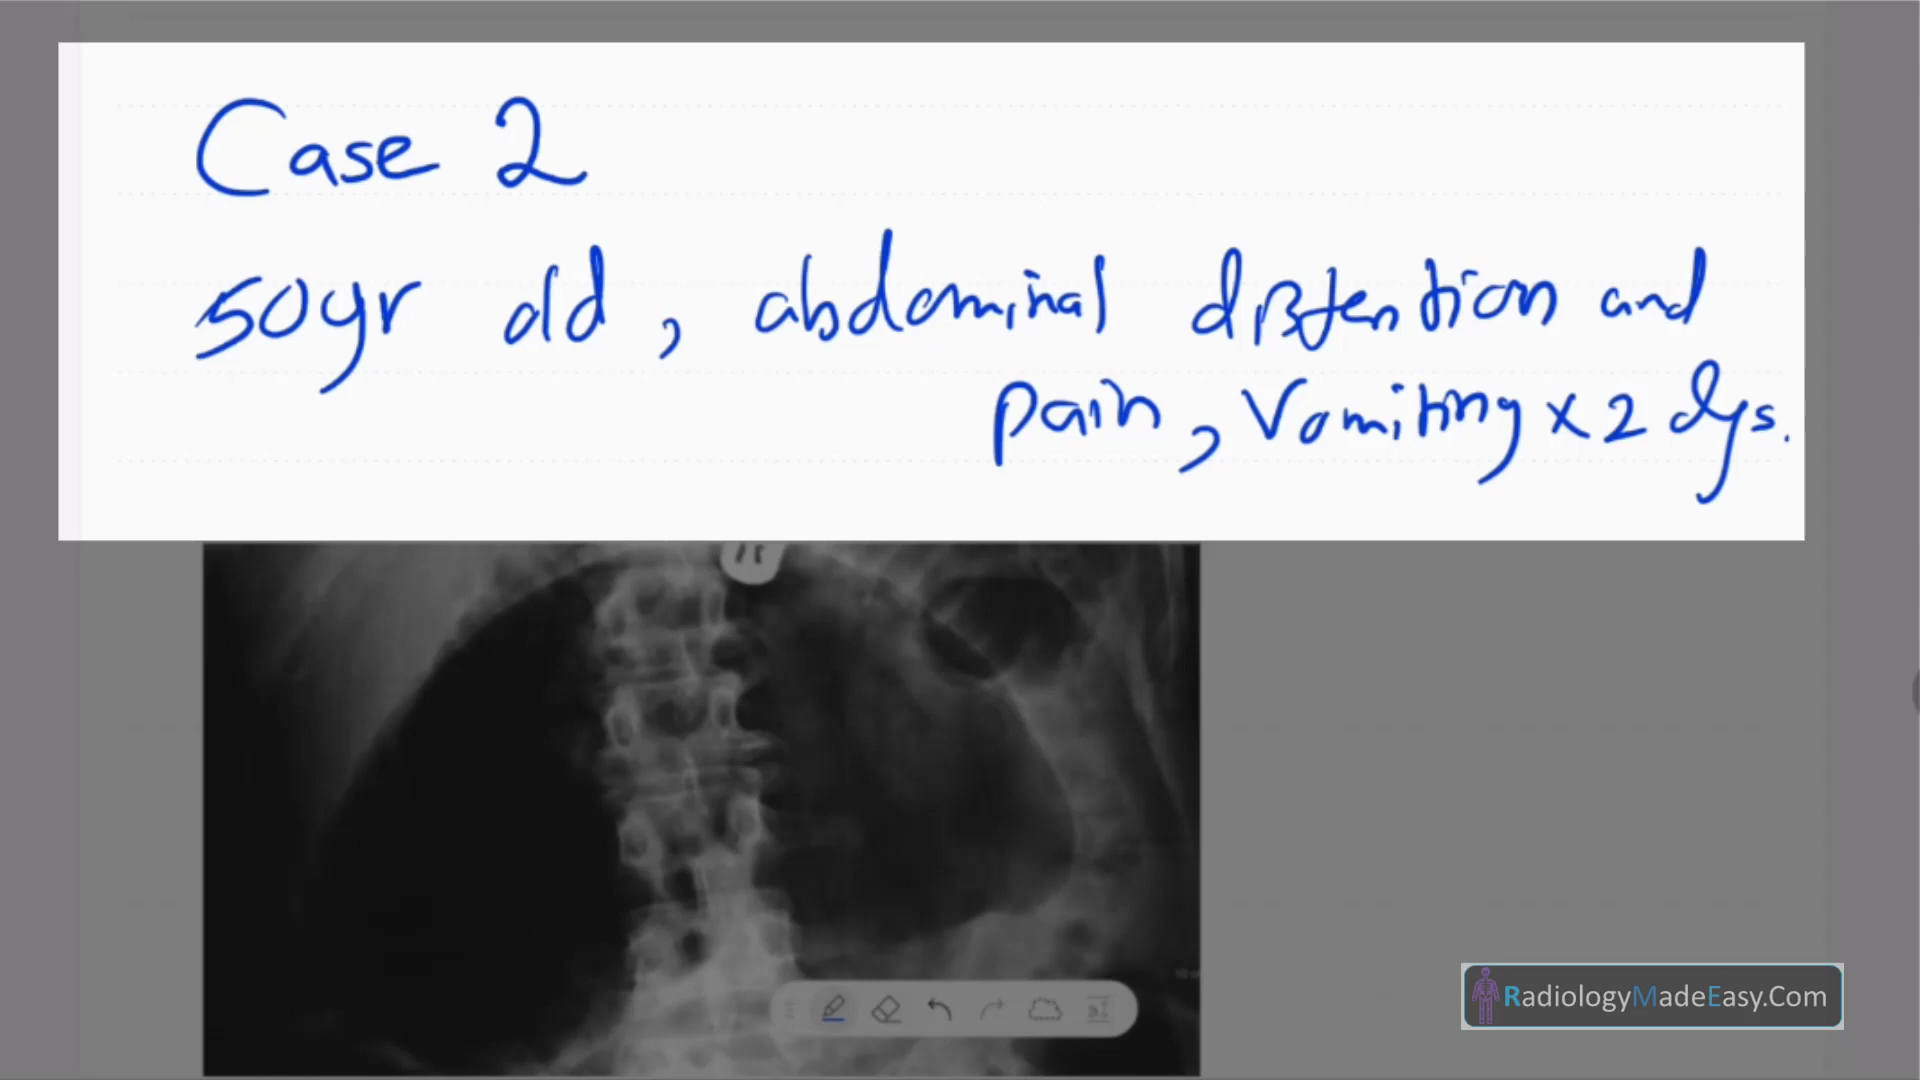 Case 2
50yr old, abdominal distention and
pain, Vomiting x 2 dys.
RadiologyMadeEasy.Com